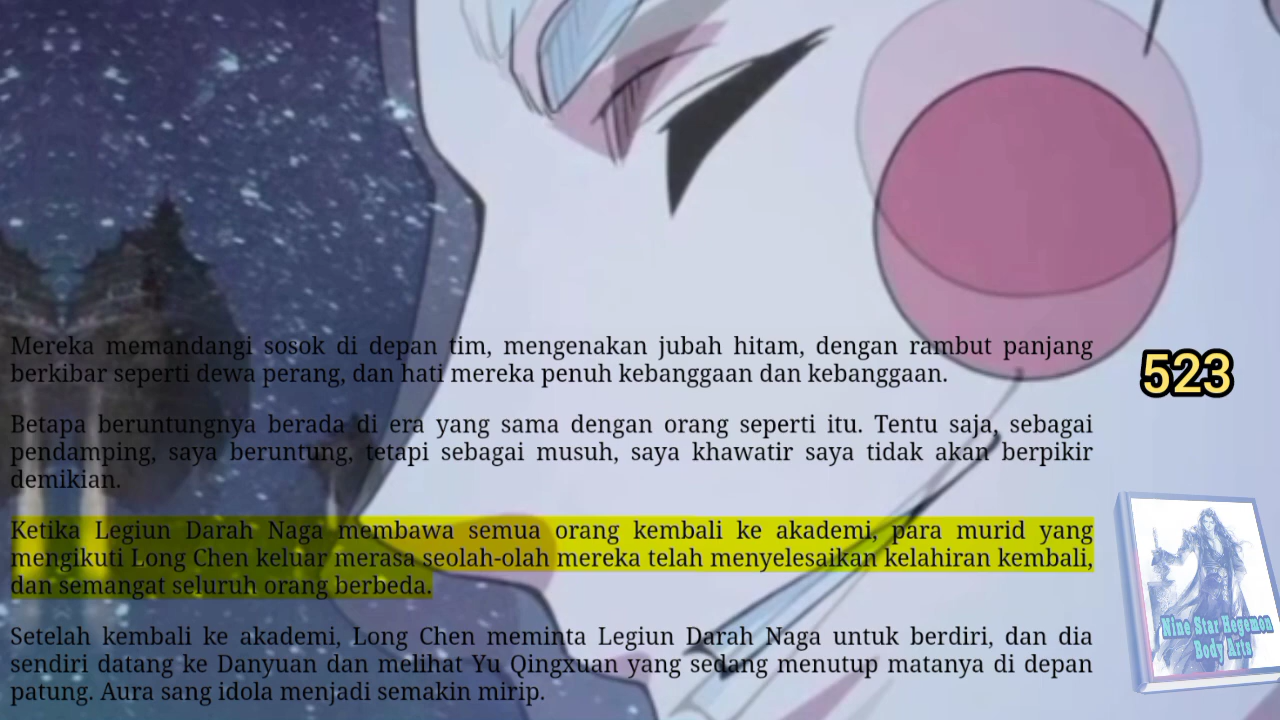 Mereka memandangi sosok di depan tim, mengenakan jubah hitam, dengan rambut panjang
berkibar seperti dewa perang, dan hati mereka penuh kebanggaan dan kebanggaan.
523
Betapa beruntungnya berada di era yang sama dengan orang seperti itu. Tentu saja, sebagai
pendamping, saya beruntung, tetapi sebagai musuh, saya khawatir saya tidak akan berpikir
demikian.
Ketika Legiun Darah Naga membawa semua orang kembali ke akademi, para murid yang
mengikuti Long Chen keluar merasa seolah-olah mereka telah menyelesaikan kelahiran kembali,
dan semangat seluruh orang berbeda.
Setelah kembali ke akademi, Long Chen meminta Legiun Darah Naga untuk berdiri, dan dia
sendiri datang ke Danyuan dan melihat Yu Qingxuan yang sedang menutup matanya di depan
patung. Aura sang idola menjadi semakin mirip.
Nine Star Hegemon
Body Arts